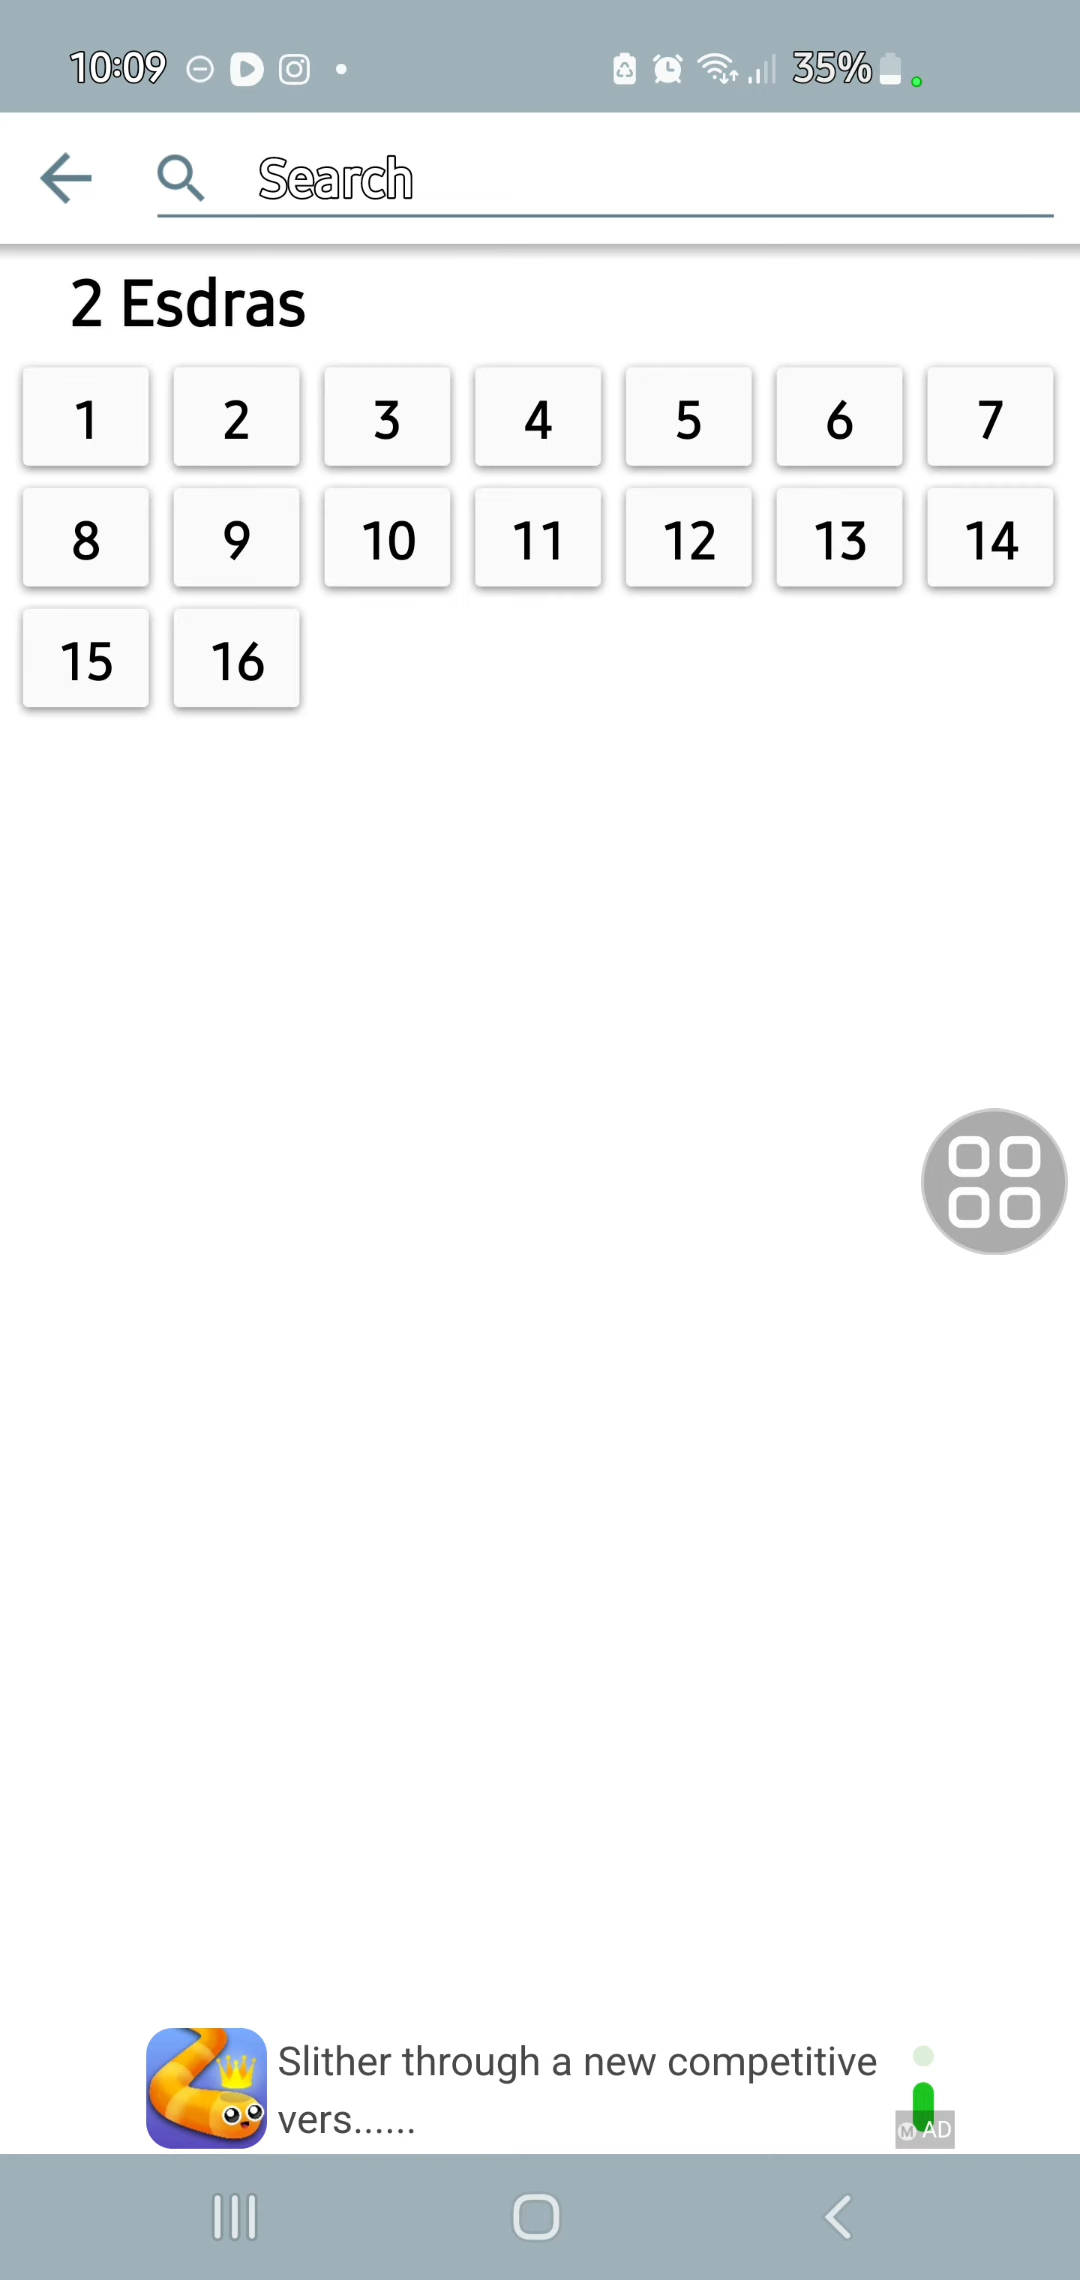 10:09 35%
Search
2 Esdras
1 2 3 4 5 6 7
8 9 10 11 12 13 14
15 16
Slither through a new competitive
vers......
M AD